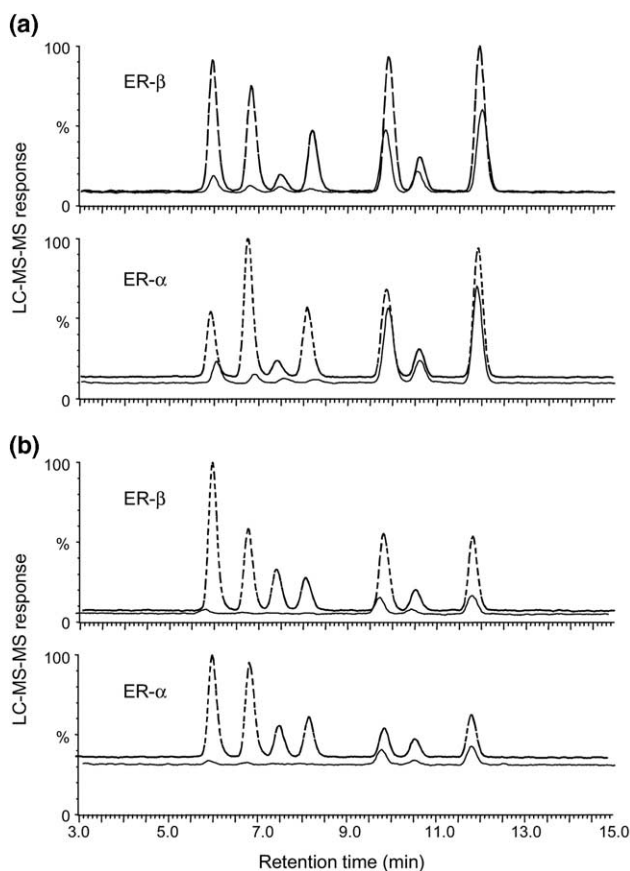 (a)
100
ER-β
%
0
LC-MS-MS response
100
ER-α
%
0
(b)
100
ER-β
%
0
LC-MS-MS response
100
ER-α
%
0
3.0 5.0 7.0 9.0 11.0 13.0 15.0
Retention time (min)